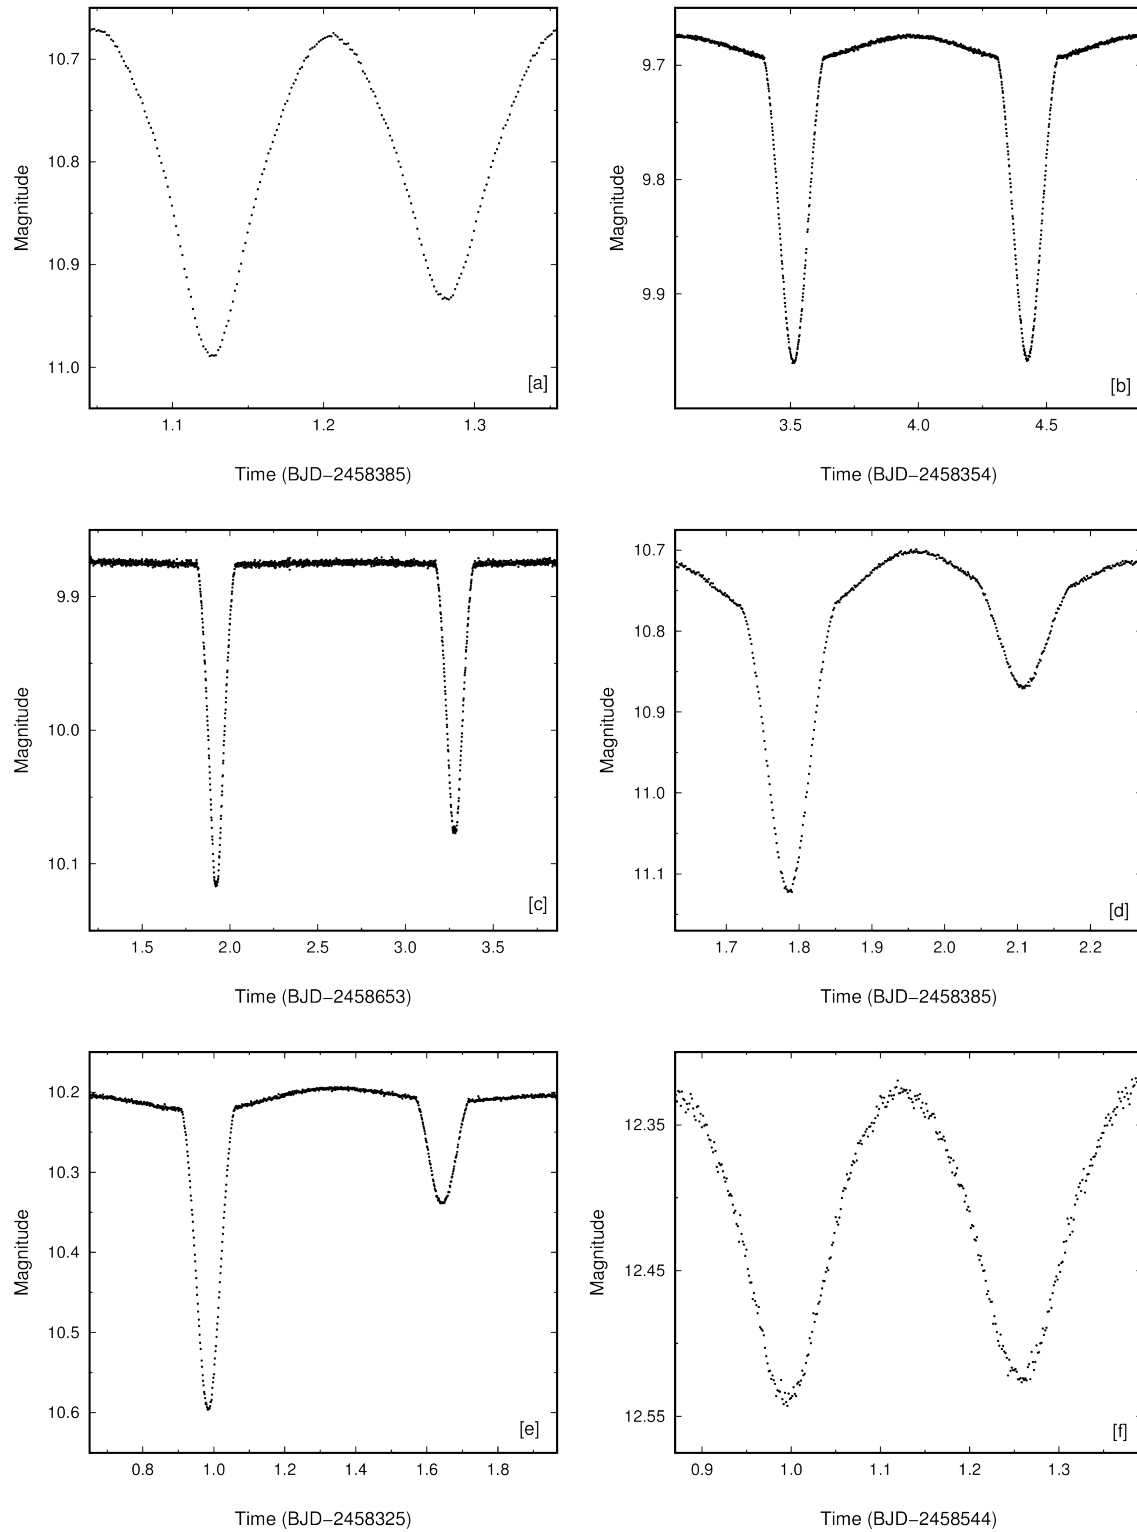 10.7
10.8
10.9
11.0
Magnitude
[a]
1.1 1.2 1.3
Time (BJD−2458385)
9.7
9.8
9.9
Magnitude
[b]
3.5 4.0 4.5
Time (BJD−2458354)
9.9
10.0
10.1
Magnitude
[c]
1.5 2.0 2.5 3.0 3.5
Time (BJD−2458653)
10.7
10.8
10.9
11.0
11.1
Magnitude
[d]
1.7 1.8 1.9 2.0 2.1 2.2
Time (BJD−2458385)
10.2
10.3
10.4
10.5
10.6
Magnitude
[e]
0.8 1.0 1.2 1.4 1.6 1.8
Time (BJD−2458325)
12.35
12.45
12.55
Magnitude
[f]
0.9 1.0 1.1 1.2 1.3
Time (BJD−2458544)